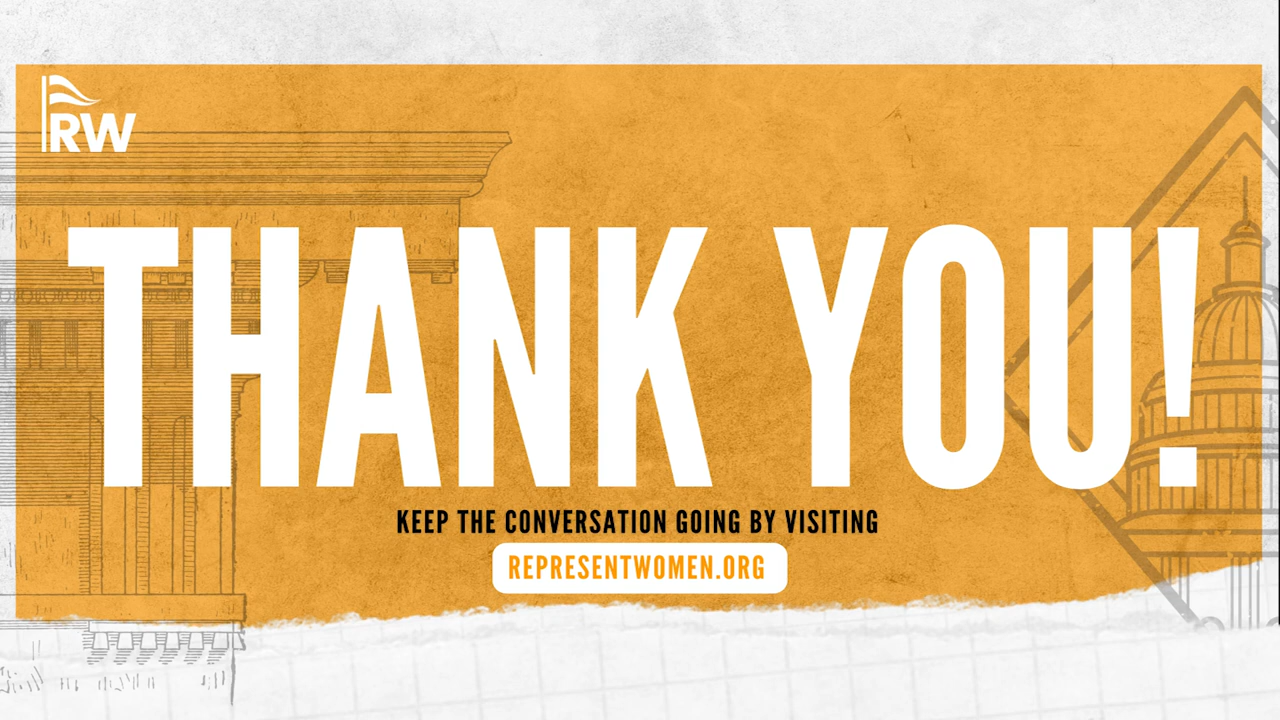 RW
THANK YOU!
KEEP THE CONVERSATION GOING BY VISITING
REPRESENTWOMEN.ORG